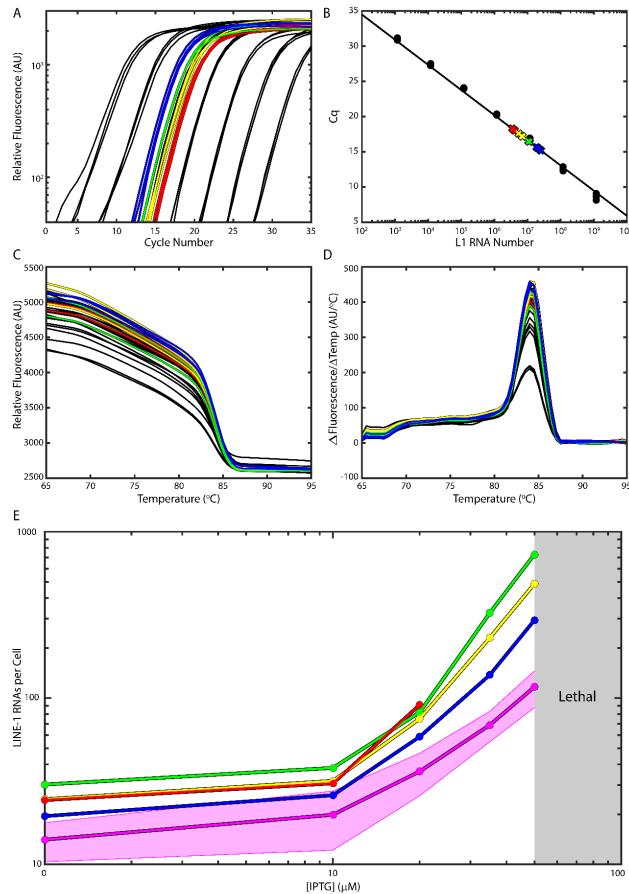 A
Relative Fluorescence (AU)
10³
10²
0 5 10 15 20 25 30 35
Cycle Number
B
Cq
35
30
25
20
15
10
5
10² 10³ 10⁴ 10⁵ 10⁶ 10⁷ 10⁸ 10⁹ 10¹⁰
L1 RNA Number
C
Relative Fluorescence (AU)
5500
5000
4500
4000
3500
3000
2500
65 70 75 80 85 90 95
Temperature (°C)
D
Δ Fluorescence/ΔTemp (AU/°C)
500
400
300
200
100
0
-100
65 70 75 80 85 90 95
Temperature (°C)
E
LINE-1 RNAs per Cell
1000
100
10
0 10 100
[IPTG] (μM)
Lethal